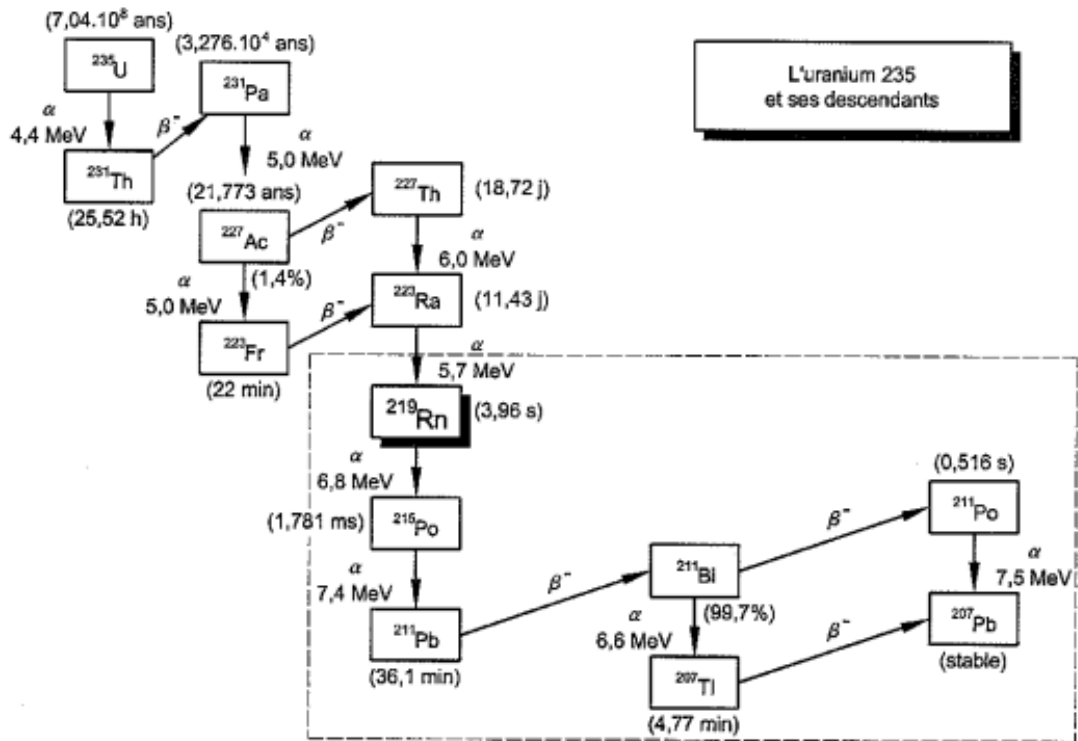 (7,04.10⁸ ans)
²³⁵U
α
4,4 MeV
²³¹Th
(25,52 h)
β⁻
(3,276.10⁴ ans)
²³¹Pa
α
5,0 MeV
(21,773 ans)
²²⁷Ac
β⁻
(1,4%)
α
5,0 MeV
²²³Fr
(22 min)
β⁻
²²⁷Th
(18,72 j)
α
6,0 MeV
²²³Ra
(11,43 j)
α
5,7 MeV
²¹⁹Rn
(3,96 s)
α
6,8 MeV
(1,781 ms)
²¹⁵Po
α
7,4 MeV
²¹¹Pb
(36,1 min)
β⁻
²¹¹Bi
(99,7%)
α
6,6 MeV
²⁰⁷Tl
(4,77 min)
β⁻
β⁻
(0,516 s)
²¹¹Po
α
7,5 MeV
²⁰⁷Pb
(stable)
L'uranium 235
et ses descendants